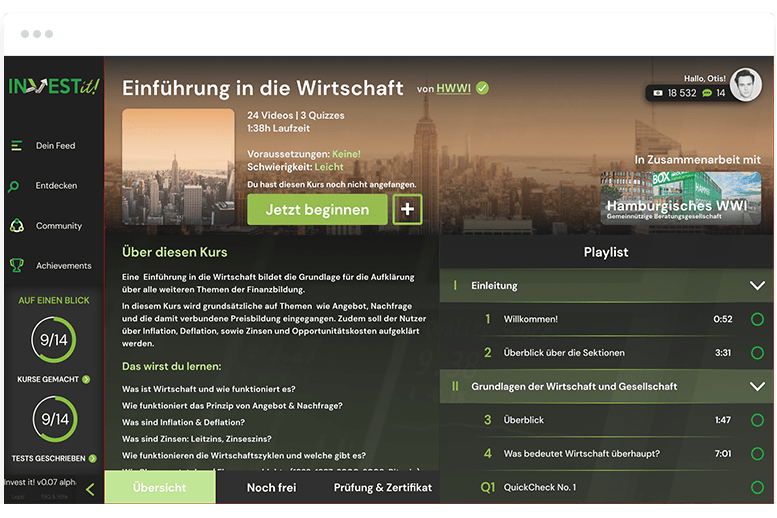 INVESTit!
Dein Feed
Entdecken
Community
Achievements
AUF EINEN BLICK
9/14
KURSE GEMACHT
9/14
TESTS GESCHRIEBEN
Invest it! v0.07 alph
Einführung in die Wirtschaft von HWWI
24 Videos | 3 Quizzes
1:38h Laufzeit
Voraussetzungen: Keine!
Schwierigkeit: Leicht
Du hast diesen Kurs noch nicht angefangen.
Jetzt beginnen +
Hallo, Otis!
18 532 14
In Zusammenarbeit mit
BOX
Hamburgisches WWI
Gemeinnützige Beratungsgesellschaft
Über diesen Kurs
Eine Einführung in die Wirtschaft bildet die Grundlage für die Aufklärung
über alle weiteren Themen der Finanzbildung.
In diesem Kurs wird grundsätzliche auf Themen wie Angebot, Nachfrage
und die damit verbundene Preisbildung eingegangen. Zudem soll der Nutzer
über Inflation, Deflation, sowie Zinsen und Opportunitätskosten aufgeklärt
werden.
Das wirst du lernen:
Was ist Wirtschaft und wie funktioniert es?
Wie funktioniert das Prinzip von Angebot & Nachfrage?
Was sind Inflation & Deflation?
Was sind Zinsen: Leitzins, Zinseszins?
Wie funktionieren die Wirtschaftszyklen und welche gibt es?
Übersicht
Noch frei
Prüfung & Zertifikat
Playlist
I Einleitung
1 Willkommen! 0:52
2 Überblick über die Sektionen 3:31
II Grundlagen der Wirtschaft und Gesellschaft
3 Überblick 1:47
4 Was bedeutet Wirtschaft überhaupt? 7:01
Q1 QuickCheck No. 1